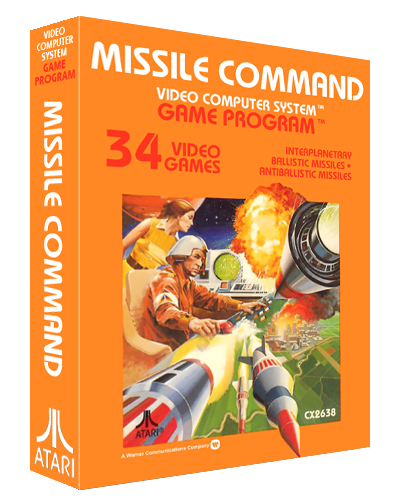 VIDEO
COMPUTER
SYSTEM
GAME
PROGRAM
MISSILE COMMAND
ATARI
MISSILE COMMAND
VIDEO COMPUTER SYSTEM™
GAME PROGRAM™
34 VIDEO
GAMES
INTERPLANETARY
BALLISTIC MISSILES •
ANTIBALLISTIC MISSILES
ATARI®
CX2638
A Warner Communications Company